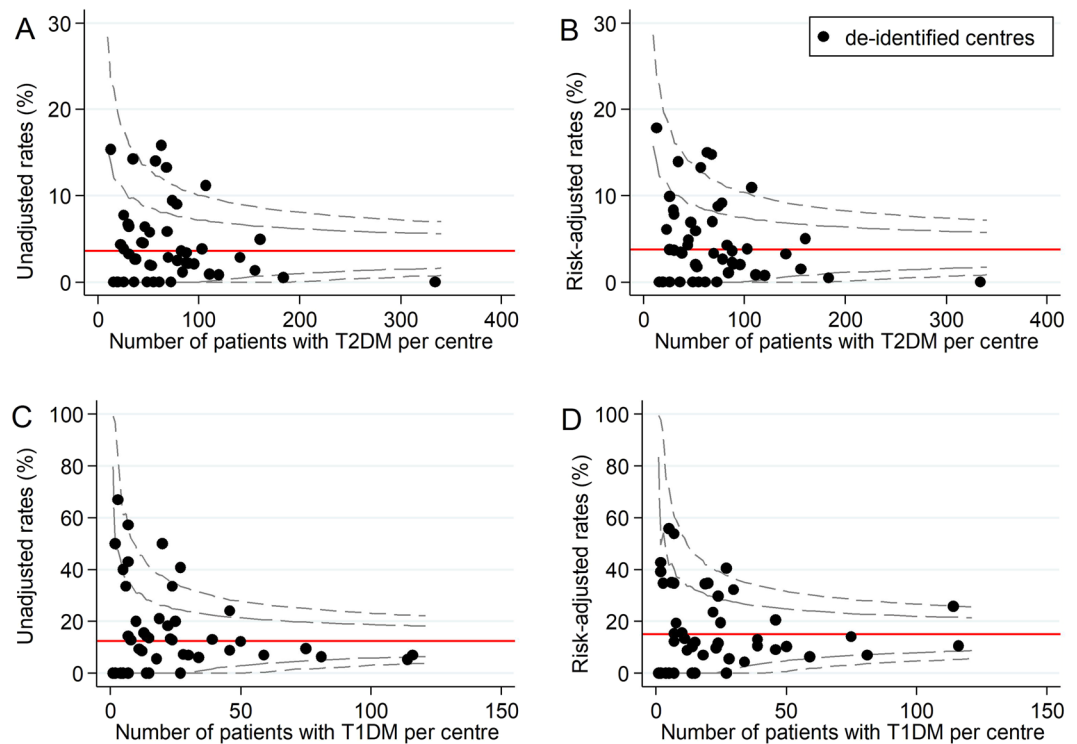 A
Unadjusted rates (%)
30
20
10
0
0 100 200 300 400
Number of patients with T2DM per centre
B
de-identified centres
Risk-adjusted rates (%)
30
20
10
0
0 100 200 300 400
Number of patients with T2DM per centre
C
Unadjusted rates (%)
100
80
60
40
20
0
0 50 100 150
Number of patients with T1DM per centre
D
Risk-adjusted rates (%)
100
80
60
40
20
0
0 50 100 150
Number of patients with T1DM per centre